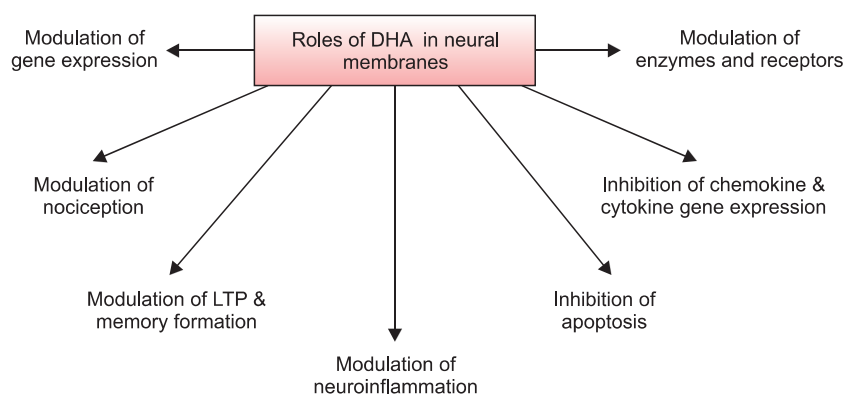 Roles of DHA in neural
membranes
Modulation of
gene expression
Modulation of
enzymes and receptors
Modulation of
nociception
Inhibition of chemokine &
cytokine gene expression
Modulation of LTP &
memory formation
Inhibition of
apoptosis
Modulation of
neuroinflammation